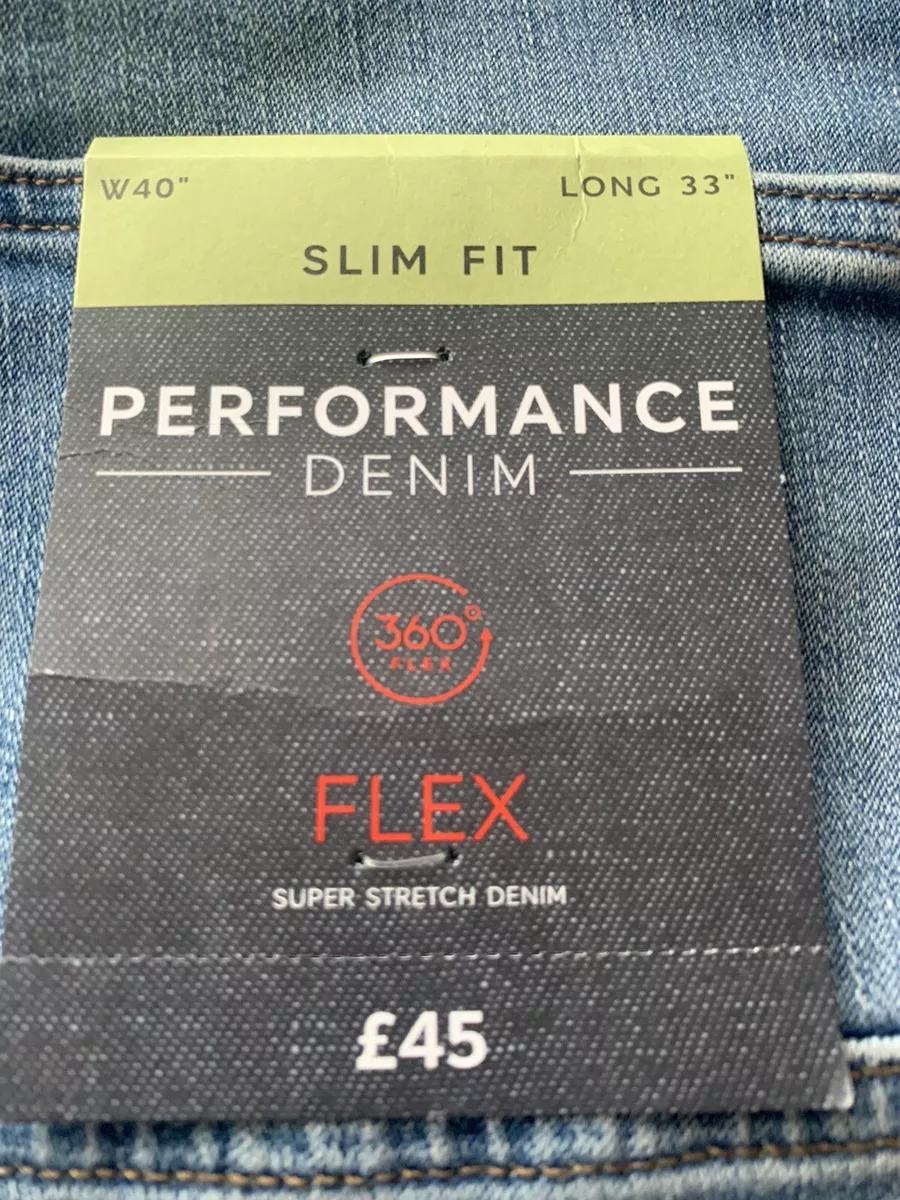 W40" LONG 33"
SLIM FIT
PERFORMANCE
DENIM
360°
FLEX
FLEX
SUPER STRETCH DENIM
£45